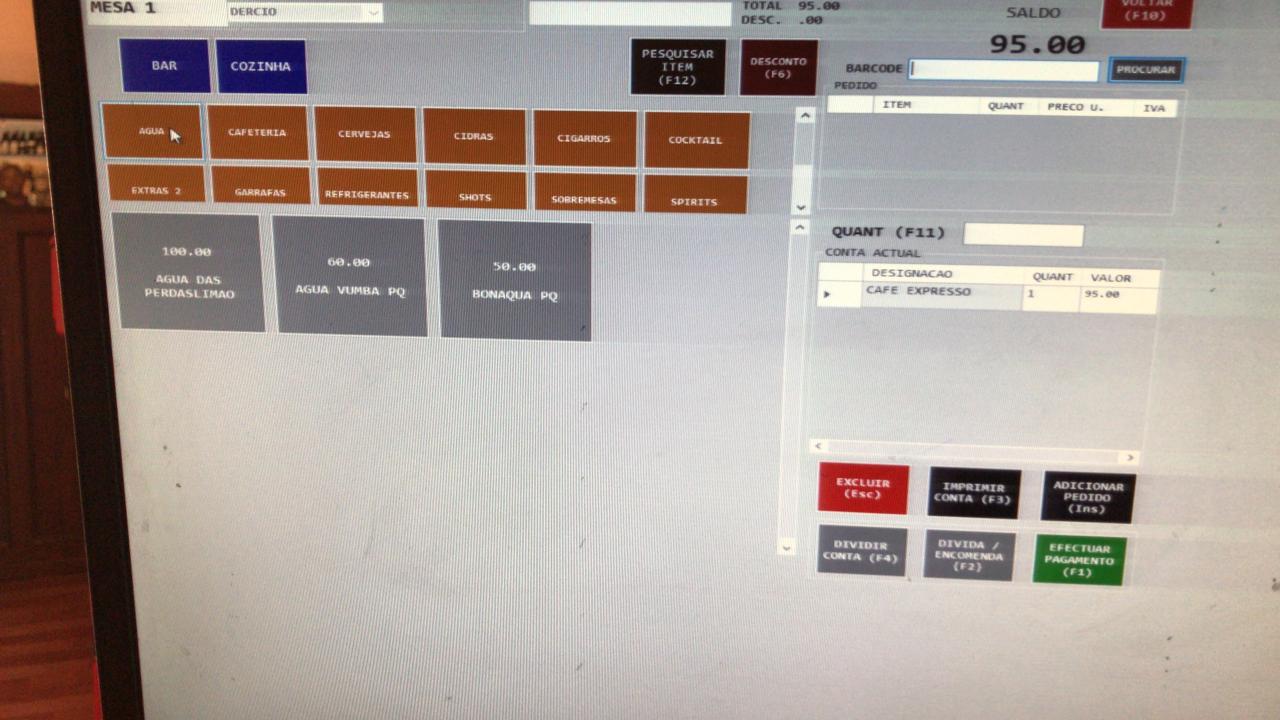 MESA 1
DERCIO
TOTAL 95.00
DESC. .00
SALDO
95.00
VOLTAR
(F10)
BAR
COZINHA
PESQUISAR
ITEM
(F12)
DESCONTO
(F6)
BARCODE
PROCURAR
PEDIDO
ITEM QUANT PRECO U. IVA
AGUA
CAFETERIA
CERVEJAS
CIDRAS
CIGARROS
COCKTAIL
EXTRAS 2
GARRAFAS
REFRIGERANTES
SHOTS
SOBREMESAS
SPIRITS
100.00
AGUA DAS
PERDASLIMAO
60.00
AGUA VUMBA PQ
50.00
BONAQUA PQ
QUANT (F11)
CONTA ACTUAL
DESIGNACAO QUANT VALOR
CAFE EXPRESSO 1 95.00
EXCLUIR
(Esc)
IMPRIMIR
CONTA (F3)
ADICIONAR
PEDIDO
(Ins)
DIVIDIR
CONTA (F4)
DIVIDA /
ENCOMENDA
(F2)
EFECTUAR
PAGAMENTO
(F1)